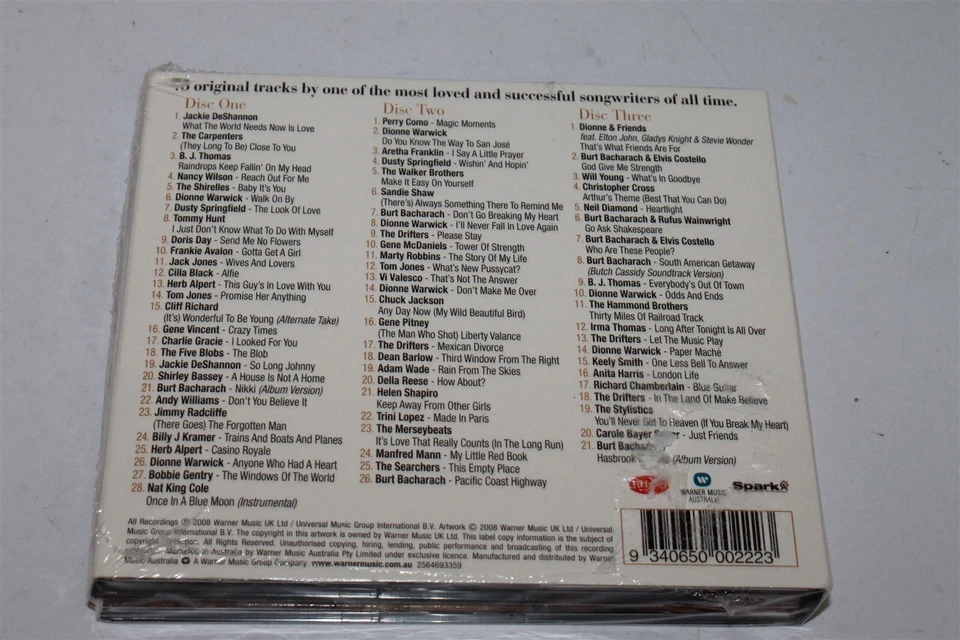 original tracks by one of the most loved and successful songwriters of all time.
Disc One
1. Jackie DeShannon
What The World Needs Now Is Love
2. The Carpenters
(They Long To Be) Close To You
3. B. J. Thomas
Raindrops Keep Fallin' On My Head
4. Nancy Wilson - Reach Out For Me
5. The Shirelles - Baby It's You
6. Dionne Warwick - Walk On By
7. Dusty Springfield - The Look Of Love
8. Tommy Hunt
I Just Don't Know What To Do With Myself
9. Doris Day - Send Me No Flowers
10. Frankie Avalon - Gotta Get A Girl
11. Jack Jones - Wives And Lovers
12. Cilla Black - Alfie
13. Herb Alpert - This Guy's In Love With You
14. Tom Jones - Promise Her Anything
15. Cliff Richard
(It's) Wonderful To Be Young (Alternate Take)
16. Gene Vincent - Crazy Times
17. Charlie Gracie - I Looked For You
18. The Five Blobs - The Blob
19. Jackie DeShannon - So Long Johnny
20. Shirley Bassey - A House Is Not A Home
21. Burt Bacharach - Nikki (Album Version)
22. Andy Williams - Don't You Believe It
23. Jimmy Radcliffe
(There Goes) The Forgotten Man
24. Billy J Kramer - Trains And Boats And Planes
25. Herb Alpert - Casino Royale
26. Dionne Warwick - Anyone Who Had A Heart
27. Bobbie Gentry - The Windows Of The World
28. Nat King Cole
Once In A Blue Moon (Instrumental)
Disc Two
1. Perry Como - Magic Moments
2. Dionne Warwick
Do You Know The Way To San José
3. Aretha Franklin - I Say A Little Prayer
4. Dusty Springfield - Wishin' And Hopin'
5. The Walker Brothers
Make It Easy On Yourself
6. Sandie Shaw
(There's) Always Something There To Remind Me
7. Burt Bacharach - Don't Go Breaking My Heart
8. Dionne Warwick - I'll Never Fall In Love Again
9. The Drifters - Please Stay
10. Gene McDaniels - Tower Of Strength
11. Marty Robbins - The Story Of My Life
12. Tom Jones - What's New Pussycat?
13. Vi Valesco - That's Not The Answer
14. Dionne Warwick - Don't Make Me Over
15. Chuck Jackson
Any Day Now (My Wild Beautiful Bird)
16. Gene Pitney
(The Man Who Shot) Liberty Valance
17. The Drifters - Mexican Divorce
18. Dean Barlow - Third Window From The Right
19. Adam Wade - Rain From The Skies
20. Della Reese - How About?
21. Helen Shapiro
Keep Away From Other Girls
22. Trini Lopez - Made In Paris
23. The Merseybeats
It's Love That Really Counts (In The Long Run)
24. Manfred Mann - My Little Red Book
25. The Searchers - This Empty Place
26. Burt Bacharach - Pacific Coast Highway
Disc Three
1. Dionne & Friends
feat. Elton John, Gladys Knight & Stevie Wonder
That's What Friends Are For
2. Burt Bacharach & Elvis Costello
God Give Me Strength
3. Will Young - What's In Goodbye
4. Christopher Cross
Arthur's Theme (Best That You Can Do)
5. Neil Diamond - Heartlight
6. Burt Bacharach & Rufus Wainwright
Go Ask Shakespeare
7. Burt Bacharach & Elvis Costello
Who Are These People?
8. Burt Bacharach - South American Getaway
(Butch Cassidy Soundtrack Version)
9. B. J. Thomas - Everybody's Out Of Town
10. Dionne Warwick - Odds And Ends
11. The Hammond Brothers
Thirty Miles Of Railroad Track
12. Irma Thomas - Long After Tonight Is All Over
13. The Drifters - Let The Music Play
14. Dionne Warwick - Paper Maché
15. Keely Smith - One Less Bell To Answer
16. Anita Harris - London Life
17. Richard Chamberlain - Blue Guitar
18. The Drifters - In The Land Of Make Believe
19. The Stylistics
You'll Never Get To Heaven (If You Break My Heart)
20. Carole Bayer - Just Friends
21. Burt
Hasbrook (Album Version)
WARNER MUSIC
AUSTRALIA
Spark
All Recordings ℗ 2008 Warner Music UK Ltd / Universal Music Group International B.V. Artwork © 2008 Warner Music UK Ltd / Universal
Music Group International B.V. The copyright in this artwork is owned by Warner Music UK Ltd. This label copy information is the subject of
copyright protection. All Rights Reserved. Unauthorised copying, hiring, lending, public performance and broadcasting of this recording
prohibited. Marketed in Australia by Warner Music Australia Pty Limited under exclusive licence. Manufactured and distributed by Warner
Music Australia A Warner Music Group Company. www.warnermusic.com.au 2564693359
9 340650 002223